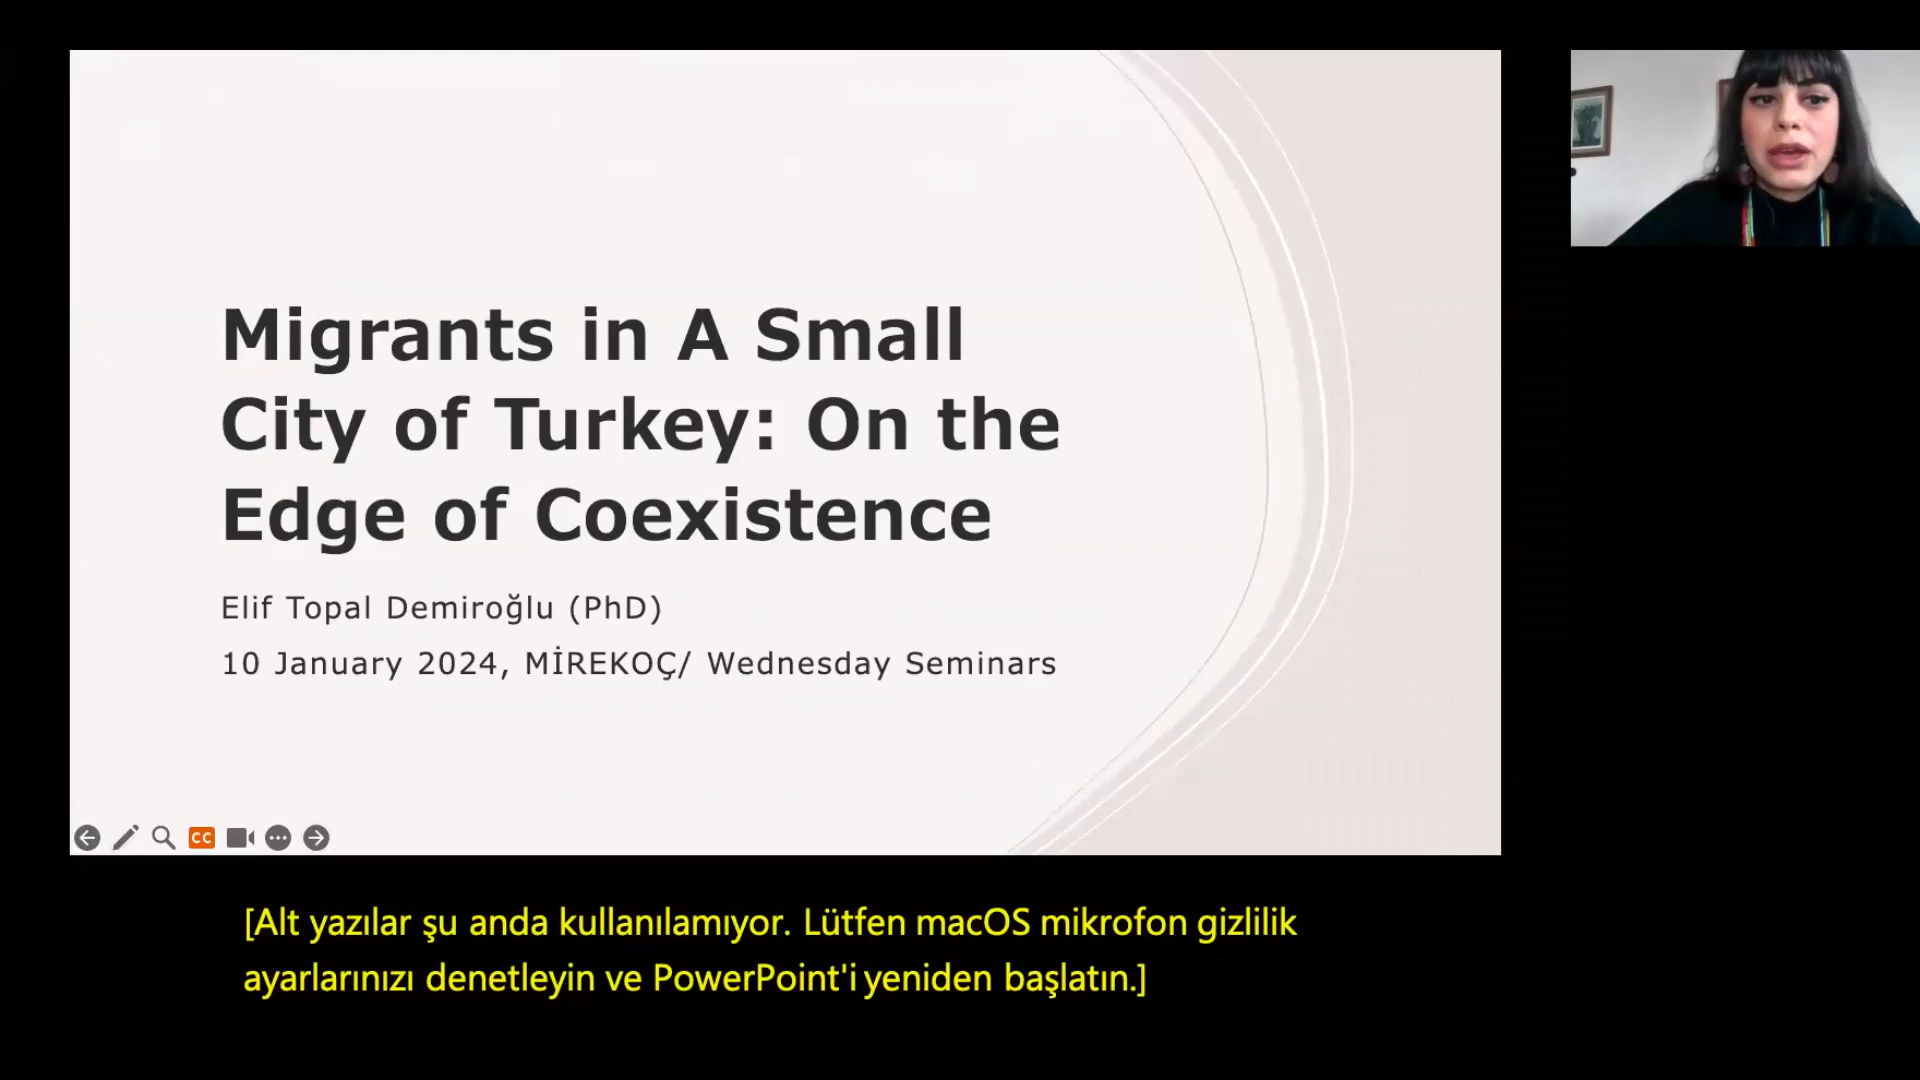 Migrants in A Small
City of Turkey: On the
Edge of Coexistence
Elif Topal Demiroğlu (PhD)
10 January 2024, MİREKOÇ/ Wednesday Seminars
CC
[Alt yazılar şu anda kullanılamıyor. Lütfen macOS mikrofon gizlilik
ayarlarınızı denetleyin ve PowerPoint'i yeniden başlatın.]